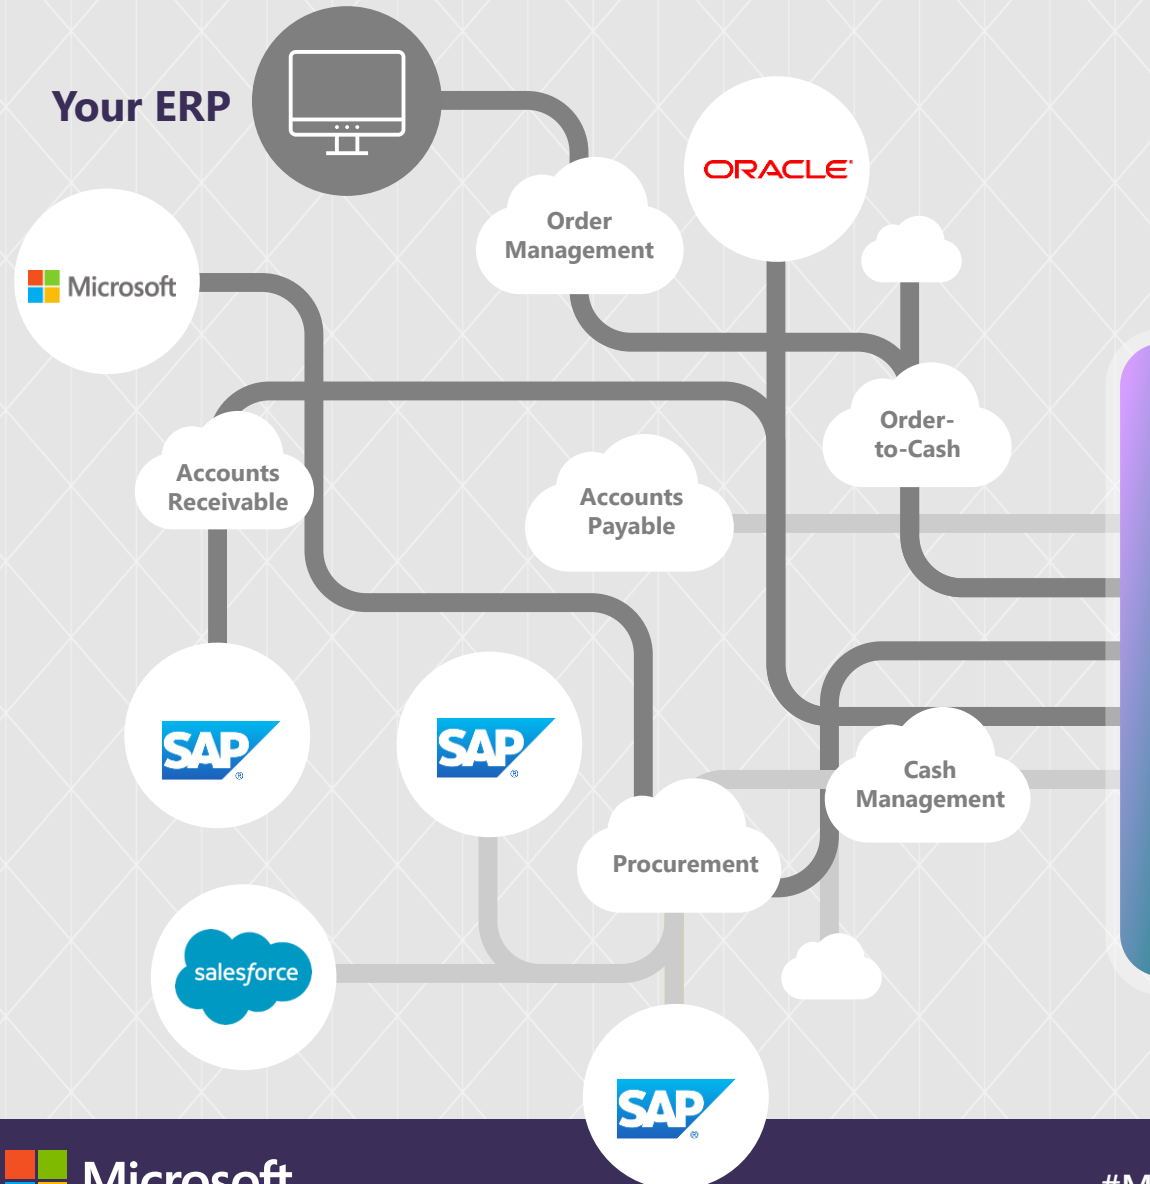 Your ERP
ORACLE
Order
Management
Microsoft
Order-
to-Cash
Accounts
Receivable
Accounts
Payable
SAP®
SAP®
Cash
Management
Procurement
salesforce
SAP®
Microsoft
#M